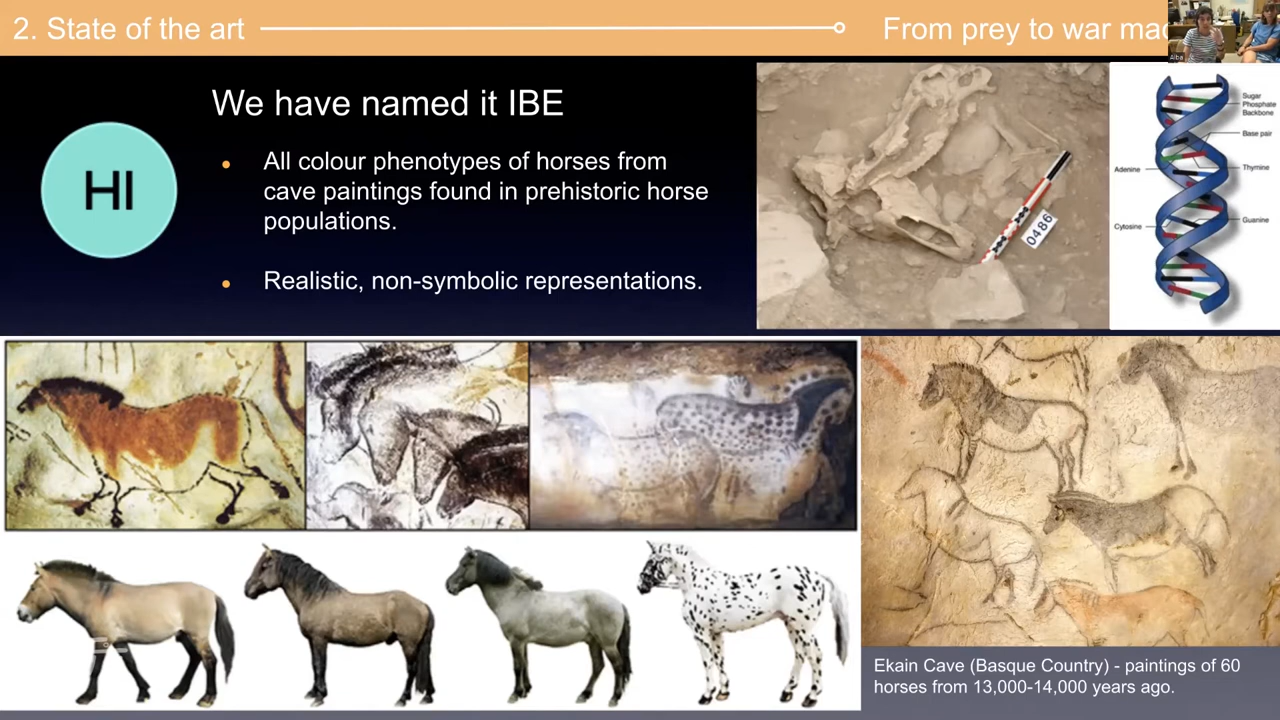 2. State of the art
From prey to war mac
Alba
HI
We have named it IBE
All colour phenotypes of horses from
cave paintings found in prehistoric horse
populations.
Realistic, non-symbolic representations.
0486
Sugar
Phosphate
Backbone
Base pair
Adenine
Thymine
Cytosine
Guanine
Ekain Cave (Basque Country) - paintings of 60
horses from 13,000-14,000 years ago.